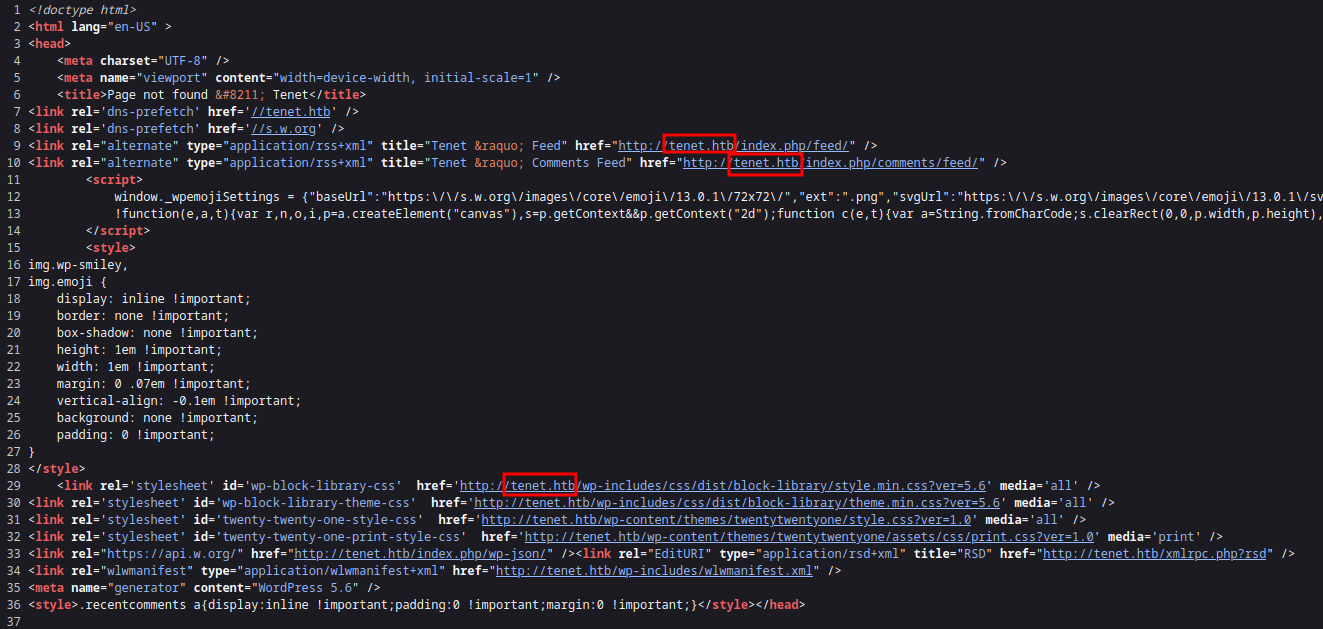 1 <!doctype html>
2 <html lang="en-US" >
3 <head>
4 <meta charset="UTF-8" />
5 <meta name="viewport" content="width=device-width, initial-scale=1" />
6 <title>Page not found &#8211; Tenet</title>
7 <link rel='dns-prefetch' href='//tenet.htb' />
8 <link rel='dns-prefetch' href='//s.w.org' />
9 <link rel="alternate" type="application/rss+xml" title="Tenet &raquo; Feed" href="http://tenet.htb/index.php/feed/" />
10 <link rel="alternate" type="application/rss+xml" title="Tenet &raquo; Comments Feed" href="http://tenet.htb/index.php/comments/feed/" />
11 <script>
12 window._wpemojiSettings = {"baseUrl":"https:\/\/s.w.org\/images\/core\/emoji\/13.0.1\/72x72\/","ext":".png","svgUrl":"https:\/\/s.w.org\/images\/core\/emoji\/13.0.1\/sv
13 !function(e,a,t){var r,n,o,i,p=a.createElement("canvas"),s=p.getContext&&p.getContext("2d");function c(e,t){var a=String.fromCharCode;s.clearRect(0,0,p.width,p.height),
14 </script>
15 <style>
16 img.wp-smiley,
17 img.emoji {
18 display: inline !important;
19 border: none !important;
20 box-shadow: none !important;
21 height: 1em !important;
22 width: 1em !important;
23 margin: 0 .07em !important;
24 vertical-align: -0.1em !important;
25 background: none !important;
26 padding: 0 !important;
27 }
28 </style>
29 <link rel='stylesheet' id='wp-block-library-css'  href='http://tenet.htb/wp-includes/css/dist/block-library/style.min.css?ver=5.6' media='all' />
30 <link rel='stylesheet' id='wp-block-library-theme-css'  href='http://tenet.htb/wp-includes/css/dist/block-library/theme.min.css?ver=5.6' media='all' />
31 <link rel='stylesheet' id='twenty-twenty-one-style-css'  href='http://tenet.htb/wp-content/themes/twentytwentyone/style.css?ver=1.0' media='all' />
32 <link rel='stylesheet' id='twenty-twenty-one-print-style-css'  href='http://tenet.htb/wp-content/themes/twentytwentyone/assets/css/print.css?ver=1.0' media='print' />
33 <link rel="https://api.w.org/" href="http://tenet.htb/index.php/wp-json/" /><link rel="EditURI" type="application/rsd+xml" title="RSD" href="http://tenet.htb/xmlrpc.php?rsd" />
34 <link rel="wlwmanifest" type="application/wlwmanifest+xml" href="http://tenet.htb/wp-includes/wlwmanifest.xml" />
35 <meta name="generator" content="WordPress 5.6" />
36 <style>.recentcomments a{display:inline !important;padding:0 !important;margin:0 !important;}</style></head>
37